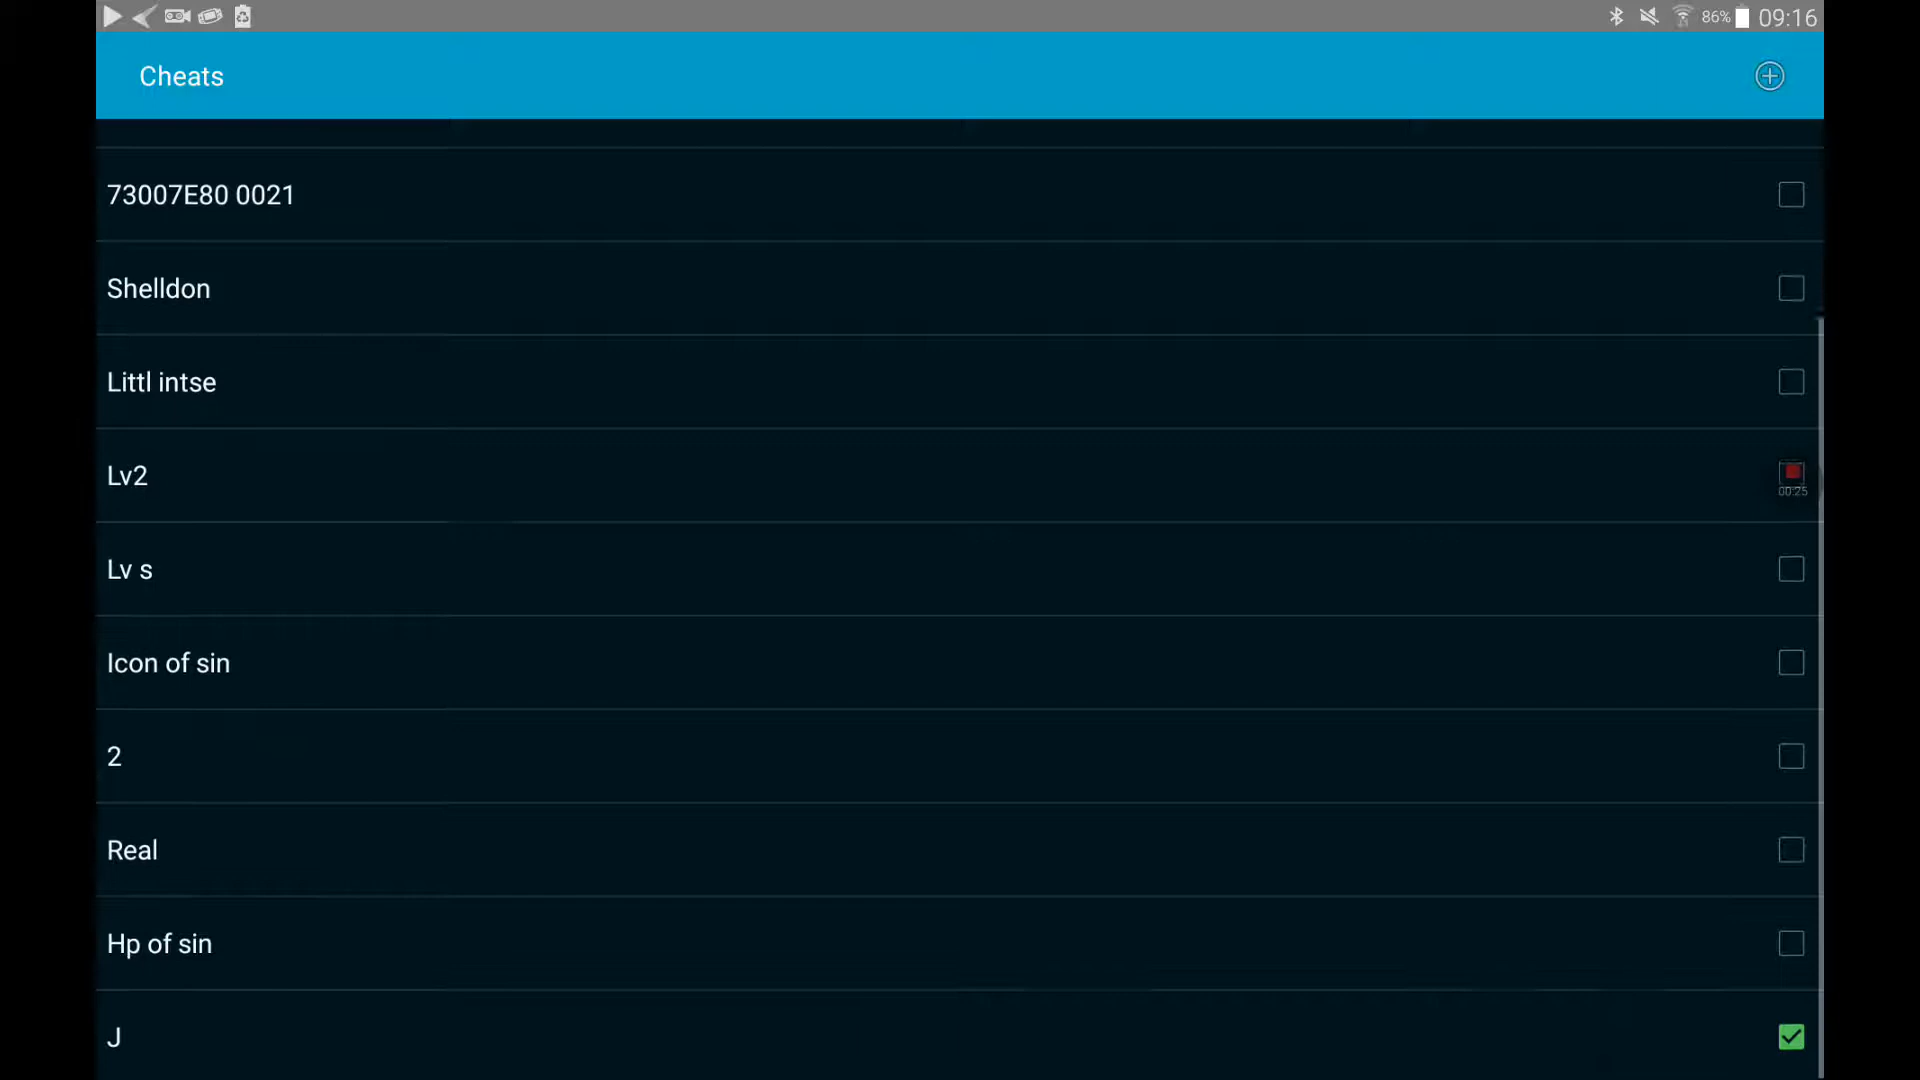 86% 09:16
Cheats
73007E80 0021
Shelldon
Littl intse
Lv2
00:25
Lv s
Icon of sin
2
Real
Hp of sin
J